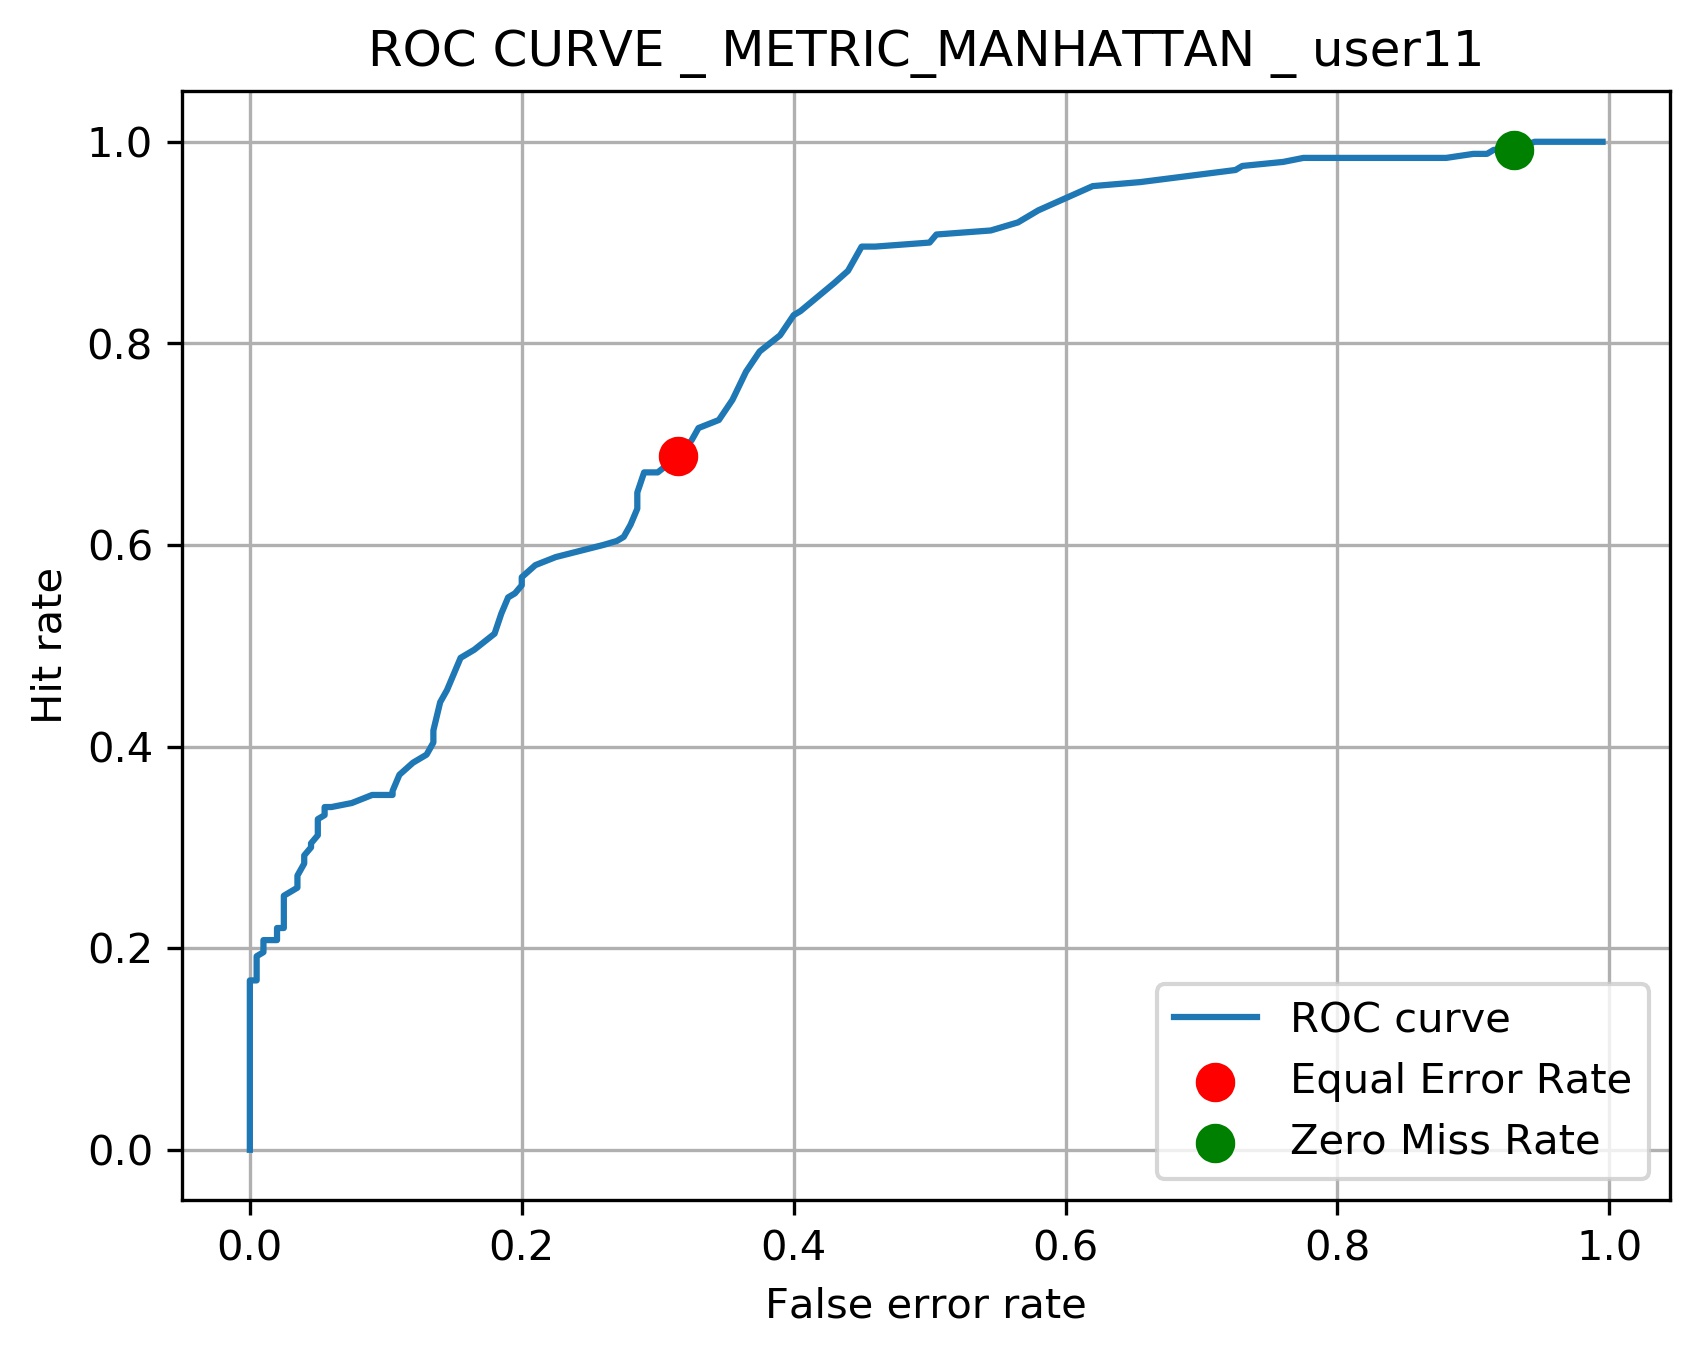 ROC CURVE _ METRIC_MANHATTAN _ user11
1.0
0.8
0.6
0.4
0.2
0.0
Hit rate
ROC curve
Equal Error Rate
Zero Miss Rate
0.0 0.2 0.4 0.6 0.8 1.0
False error rate